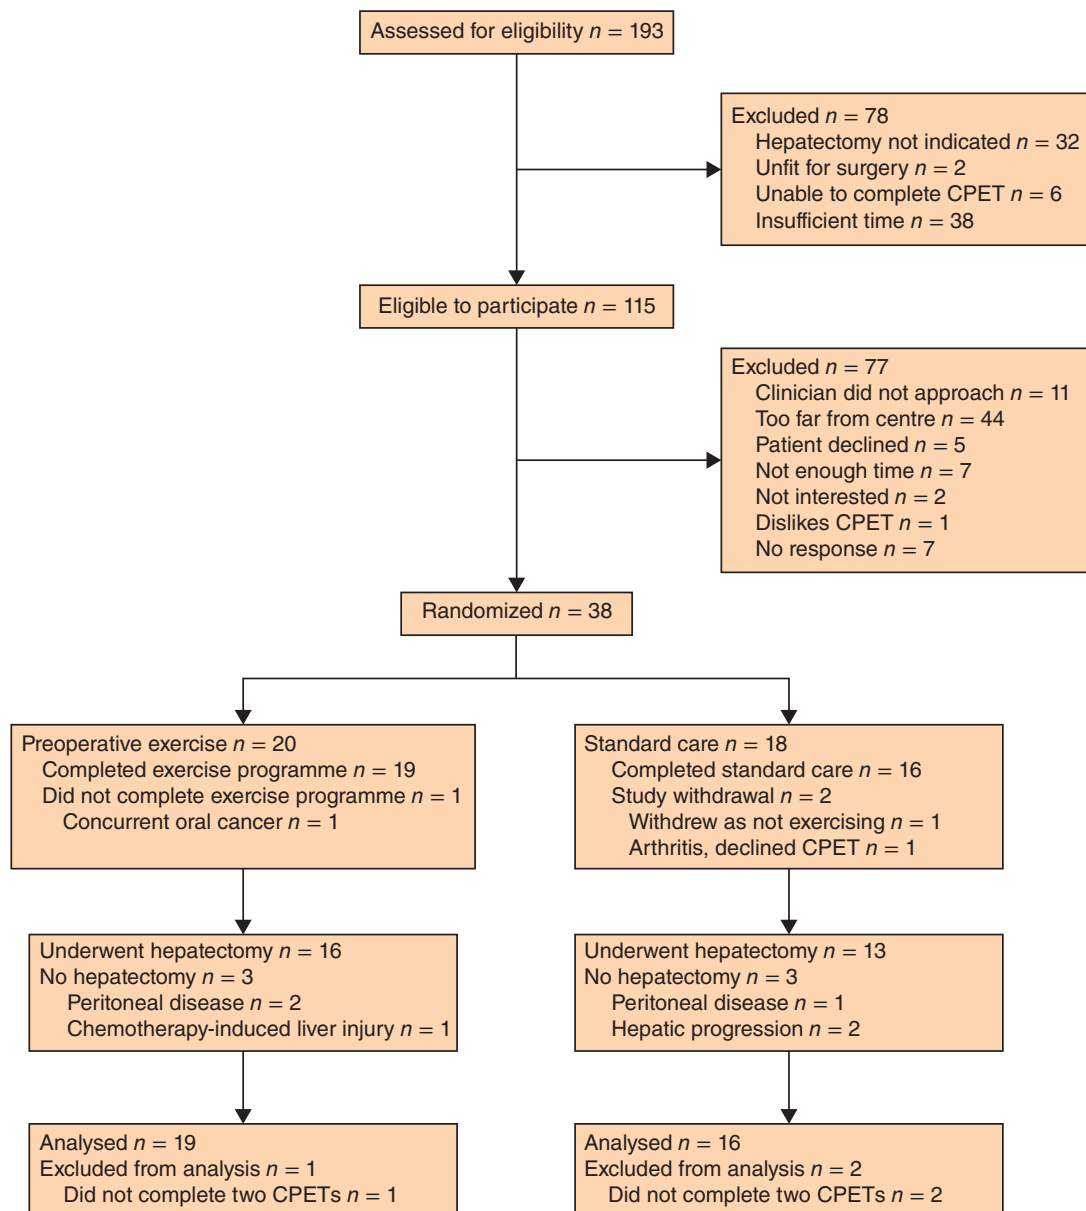 Assessed for eligibility n = 193
Excluded n = 78
Hepatectomy not indicated n = 32
Unfit for surgery n = 2
Unable to complete CPET n = 6
Insufficient time n = 38
Eligible to participate n = 115
Excluded n = 77
Clinician did not approach n = 11
Too far from centre n = 44
Patient declined n = 5
Not enough time n = 7
Not interested n = 2
Dislikes CPET n = 1
No response n = 7
Randomized n = 38
Preoperative exercise n = 20
Completed exercise programme n = 19
Did not complete exercise programme n = 1
Concurrent oral cancer n = 1
Standard care n = 18
Completed standard care n = 16
Study withdrawal n = 2
Withdrew as not exercising n = 1
Arthritis, declined CPET n = 1
Underwent hepatectomy n = 16
No hepatectomy n = 3
Peritoneal disease n = 2
Chemotherapy-induced liver injury n = 1
Underwent hepatectomy n = 13
No hepatectomy n = 3
Peritoneal disease n = 1
Hepatic progression n = 2
Analysed n = 19
Excluded from analysis n = 1
Did not complete two CPETs n = 1
Analysed n = 16
Excluded from analysis n = 2
Did not complete two CPETs n = 2